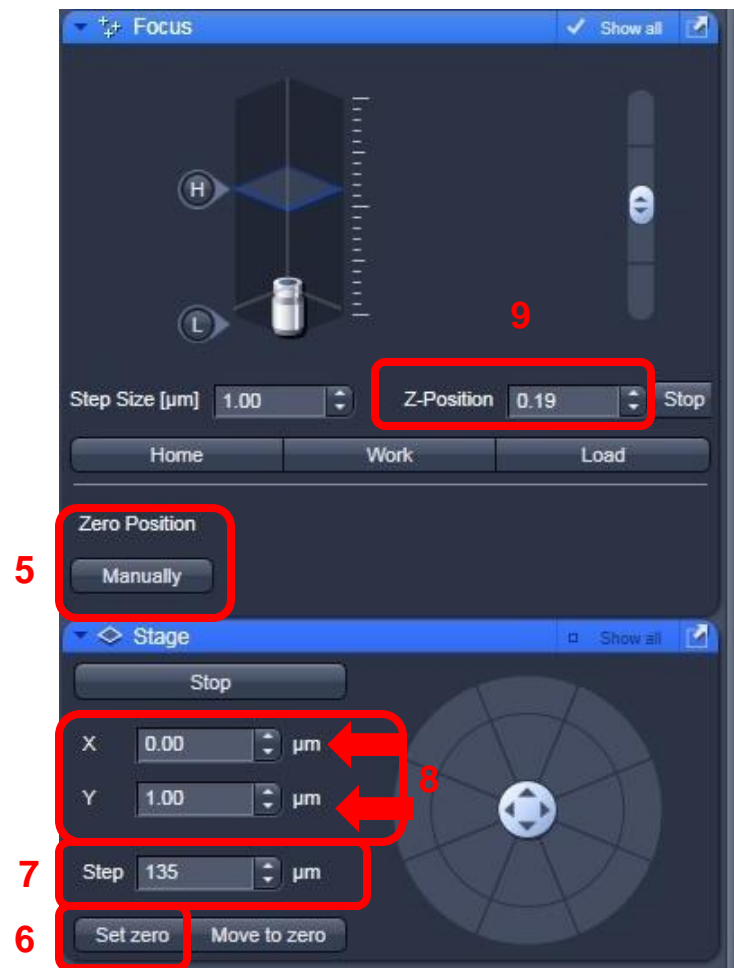 Focus Show all
H
L
9
Step Size [µm] 1.00 Z-Position 0.19 Stop
Home Work Load
Zero Position
5
Manually
Stage Show all
Stop
X 0.00 µm
8
Y 1.00 µm
7 Step 135 µm
6 Set zero Move to zero